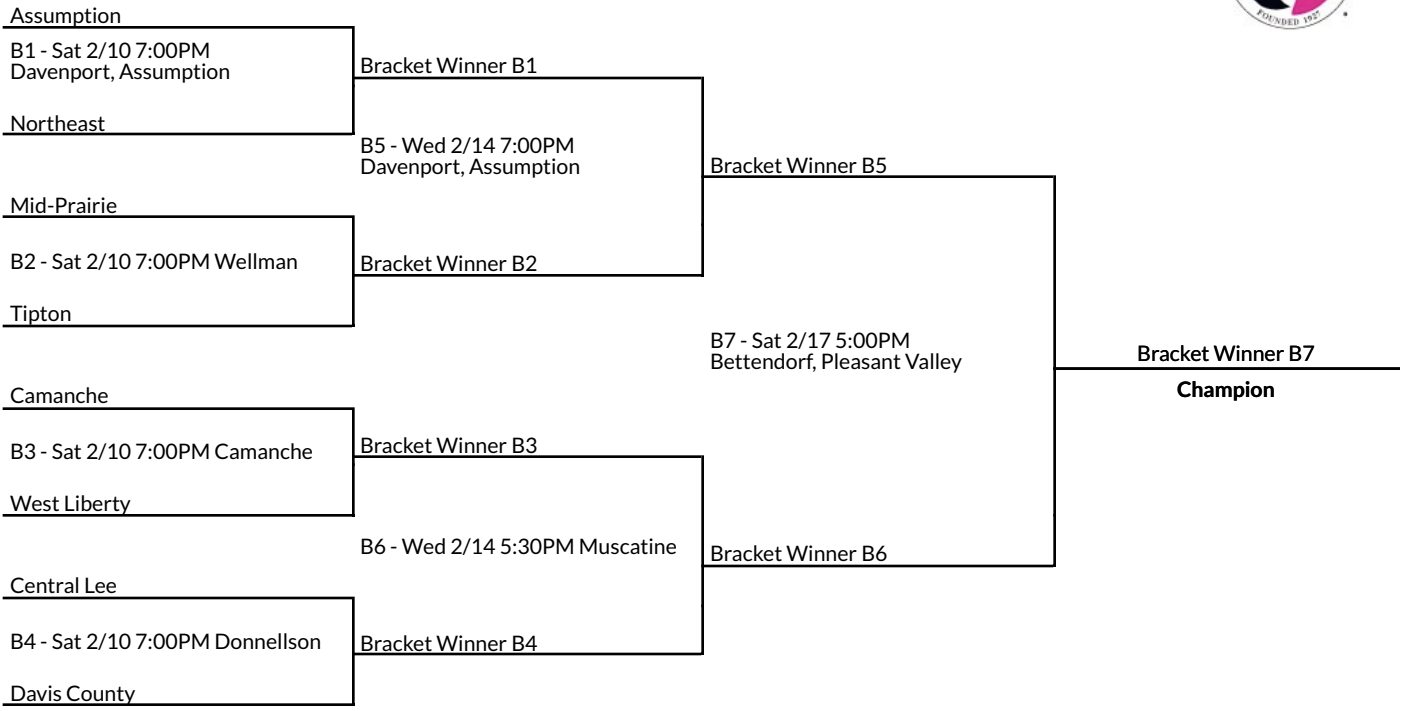 Assumption
B1 - Sat 2/10 7:00PM
Davenport, Assumption
Northeast
Bracket Winner B1
B5 - Wed 2/14 7:00PM
Davenport, Assumption
Mid-Prairie
B2 - Sat 2/10 7:00PM Wellman
Tipton
Bracket Winner B2
Bracket Winner B5
B7 - Sat 2/17 5:00PM
Bettendorf, Pleasant Valley
Bracket Winner B7
Champion
Camanche
B3 - Sat 2/10 7:00PM Camanche
West Liberty
Bracket Winner B3
B6 - Wed 2/14 5:30PM Muscatine
Bracket Winner B6
Central Lee
B4 - Sat 2/10 7:00PM Donnellson
Davis County
Bracket Winner B4
FOUNDED 1927